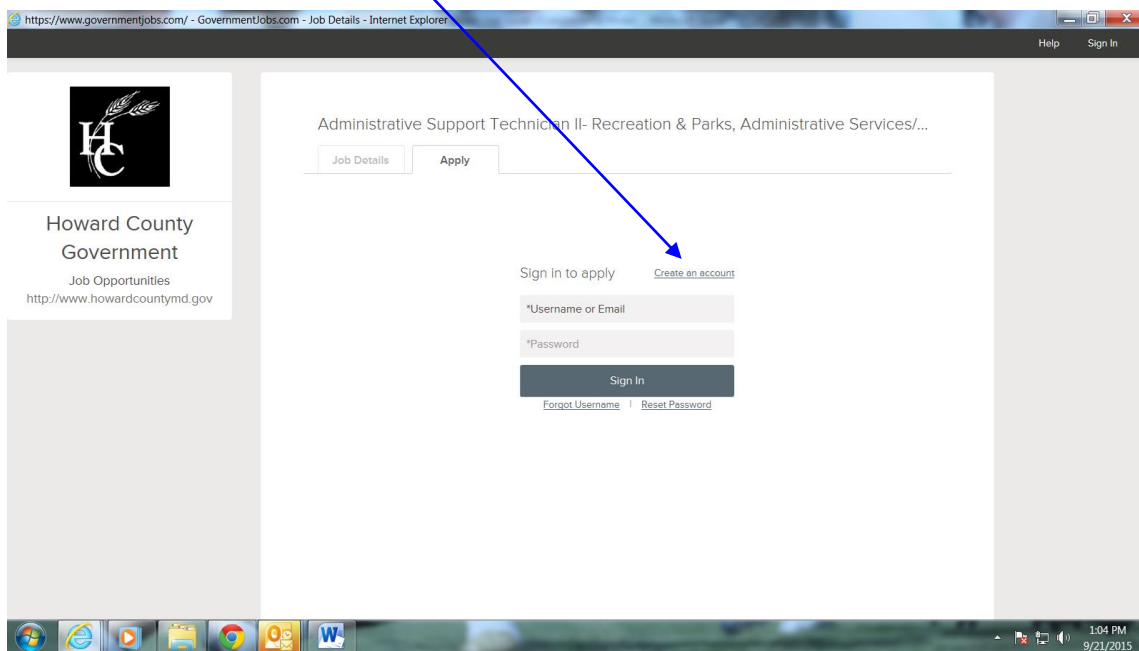 https://www.governmentjobs.com/ - GovernmentJobs.com - Job Details - Internet Explorer
Help Sign In
HC
Administrative Support Technician II- Recreation & Parks, Administrative Services/...
Job Details Apply
Howard County
Government
Job Opportunities
http://www.howardcountymd.gov
Sign in to apply Create an account
*Username or Email
*Password
Sign In
Forgot Username | Reset Password
1:04 PM
9/21/2015